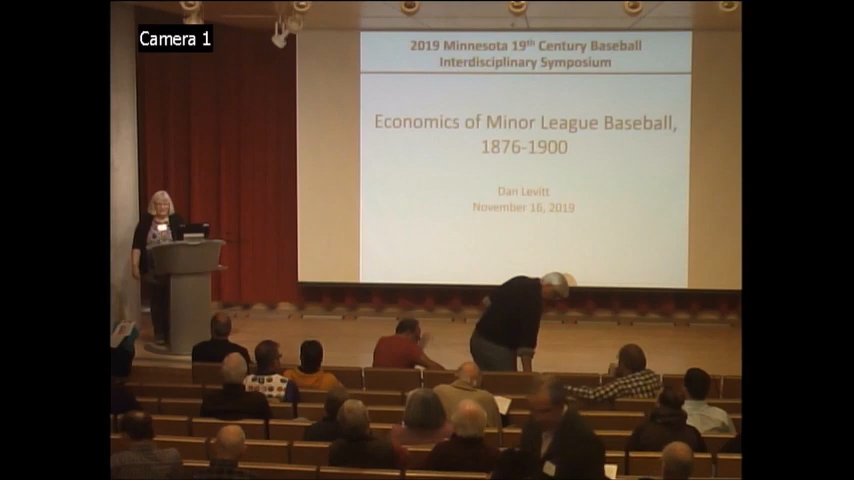 Camera 1
2019 Minnesota 19th Century Baseball
Interdisciplinary Symposium
Economics of Minor League Baseball,
1876-1900
Dan Levitt
November 16, 2019